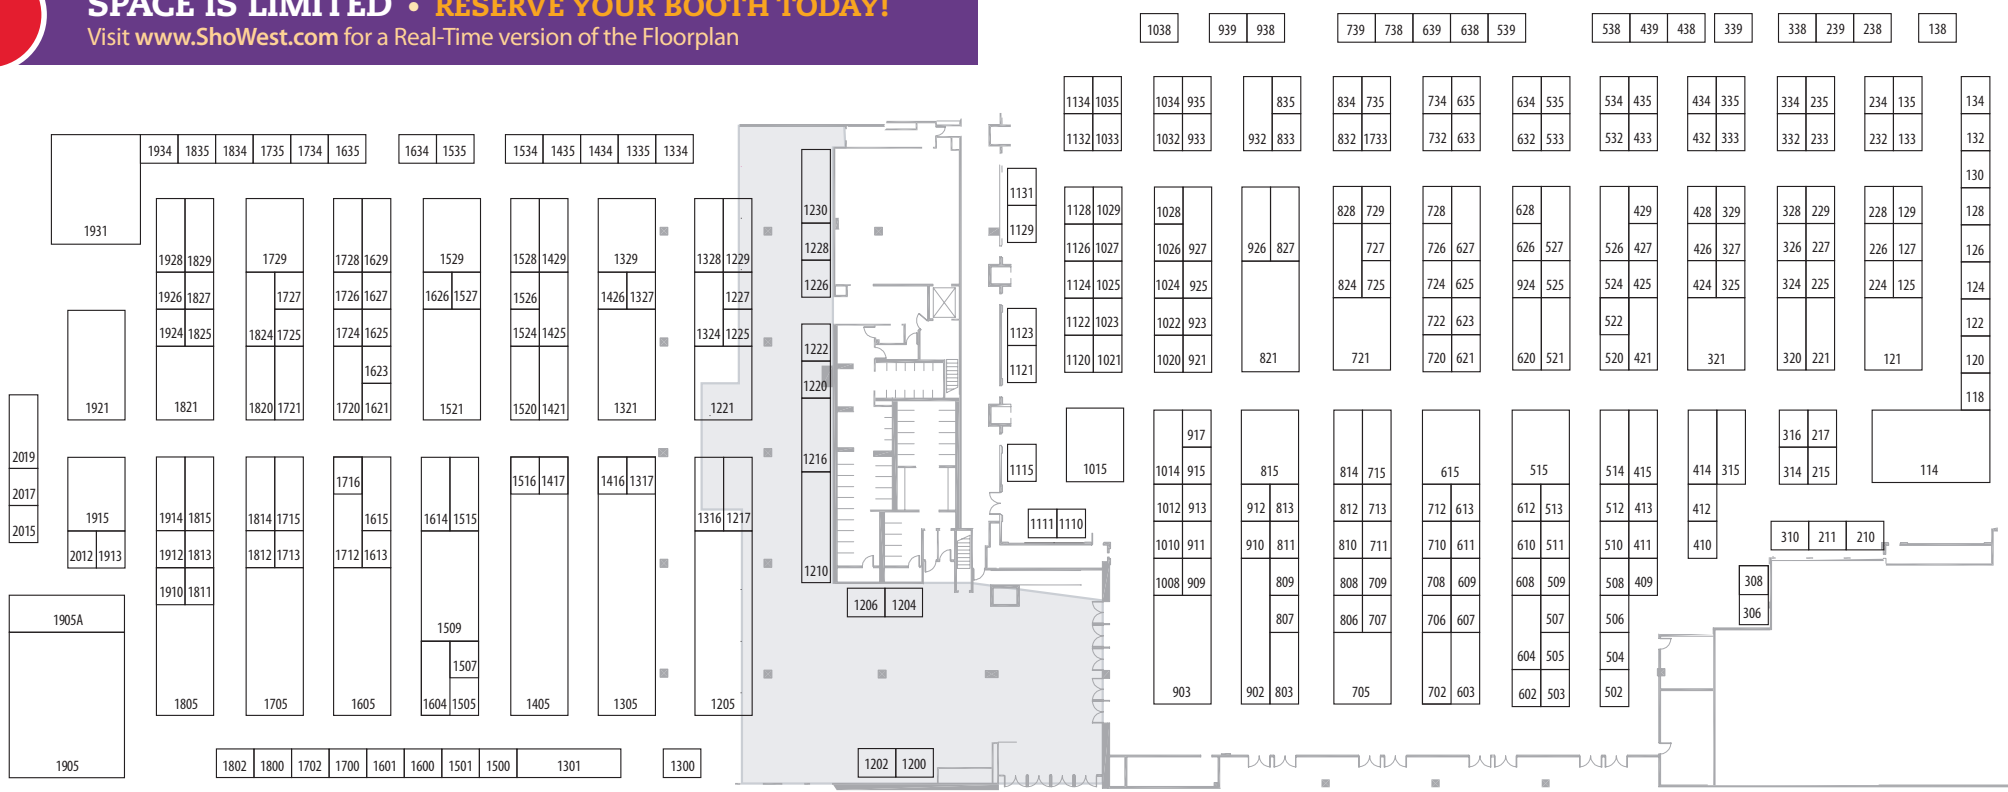 SPACE IS LIMITED • RESERVE YOUR BOOTH TODAY!
Visit www.ShoWest.com for a Real-Time version of the Floorplan
1038 939 938 739 738 639 638 539 538 439 438 339 338 239 238 138
1134 1035 1034 935 835 834 735 734 635 634 535 534 435 434 335 334 235 234 135 134
1132 1033 1032 933 932 833 832 1733 732 633 632 533 532 433 432 333 332 233 232 133 132
1934 1835 1834 1735 1734 1635 1634 1535 1534 1435 1434 1335 1334
130
1131
1230 1128 1029 1028 828 729 728 628 429 428 329 328 229 228 129 128
1931 1129
1228 1126 1027 1026 927 926 827 727 726 627 626 527 526 427 426 327 326 227 226 127 126
1928 1829 1729 1728 1629 1529 1528 1429 1329 1328 1229
1226 1124 1025 1024 925 824 725 724 625 924 525 524 425 424 325 324 225 224 125 124
1926 1827 1727 1726 1627 1626 1527 1526 1426 1327 1227
1122 1023 1022 923 722 623 522 122
1924 1825 1824 1725 1724 1625 1524 1425 1324 1225 1123
1222 1120 1021 1020 921 821 721 720 621 620 521 520 421 321 320 221 121 120
1623 1121
1220
118
1921 1821 1820 1721 1720 1621 1521 1520 1421 1321 1221
917 316 217
2019 1216 1115 1015 1014 915 815 814 715 615 515 514 415 414 315 314 215 114
1716 1516 1417 1416 1317
2017
1012 913 912 813 812 713 712 613 612 513 512 413 412
1915 1914 1815 1814 1715 1615 1614 1515 1316 1217
2015 1111 1110 310 211 210
1010 911 910 811 810 711 710 611 610 511 510 411 410
2012 1913 1912 1813 1812 1713 1712 1613
1210 1008 909 809 808 709 708 609 608 509 508 409 308
1910 1811
1206 1204
306
1905A 807 806 707 706 607 507 506
1509
604 505 504
1507
1805 1705 1605 1604 1505 1405 1305 1205 903 902 803 705 702 603 602 503 502
1905 1802 1800 1702 1700 1601 1600 1501 1500 1301 1300 1202 1200